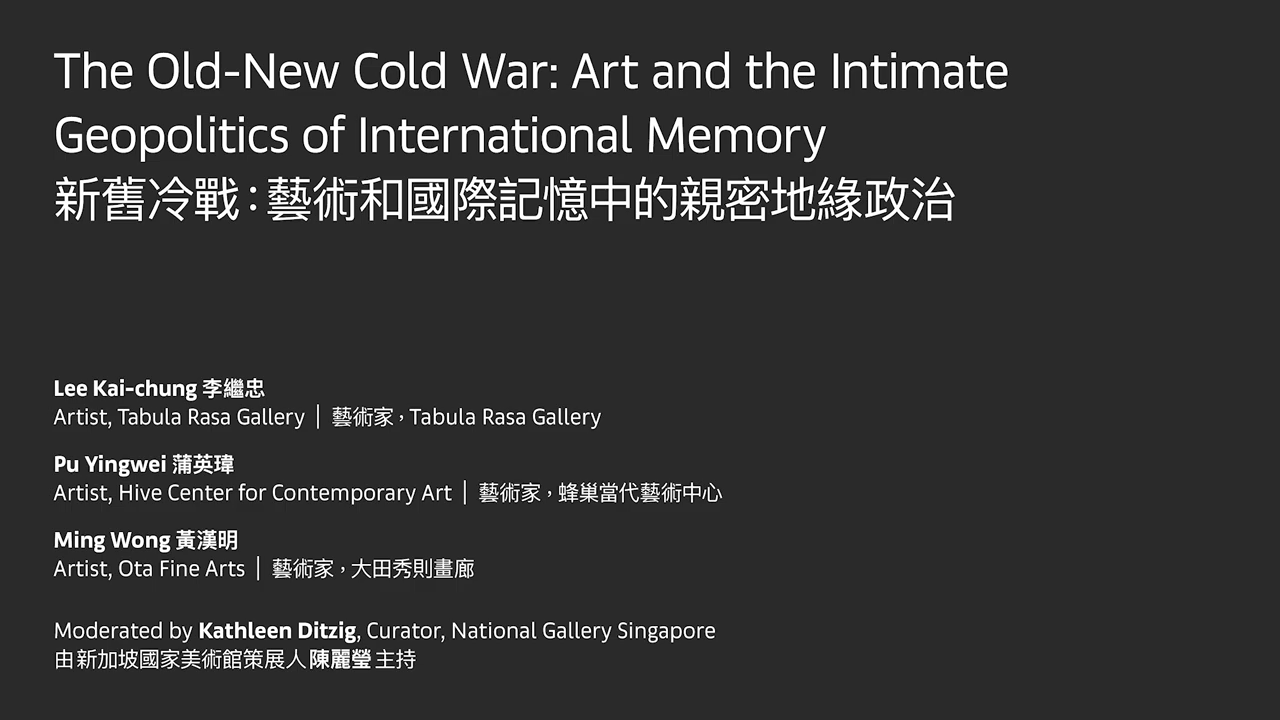 The Old-New Cold War: Art and the Intimate
Geopolitics of International Memory
新舊冷戰：藝術和國際記憶中的親密地緣政治
Lee Kai-chung 李繼忠
Artist, Tabula Rasa Gallery │ 藝術家，Tabula Rasa Gallery
Pu Yingwei 蒲英瑋
Artist, Hive Center for Contemporary Art │ 藝術家，蜂巢當代藝術中心
Ming Wong 黃漢明
Artist, Ota Fine Arts │ 藝術家，大田秀則畫廊
Moderated by Kathleen Ditzig, Curator, National Gallery Singapore
由新加坡國家美術館策展人陳麗瑩主持